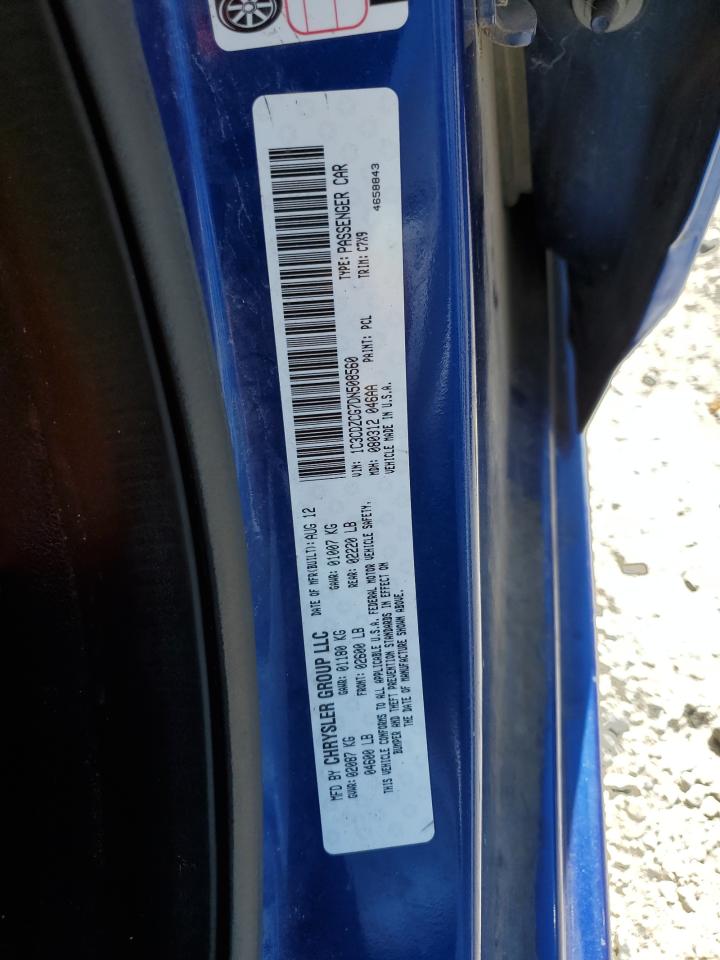 MFD BY CHRYSLER GROUP LLC DATE OF MFR(BUILT): AUG 12
GVWR: 02087 KG GAWR: 01180 KG GAWR: 01007 KG
04600 LB FRONT: 02600 LB REAR: 02220 LB
THIS VEHICLE CONFORMS TO ALL APPLICABLE U.S.A. FEDERAL MOTOR VEHICLE SAFETY,
BUMPER AND THEFT PREVENTION STANDARDS IN EFFECT ON
THE DATE OF MANUFACTURE SHOWN ABOVE.
VIN: 1C3CDZCG7DN508560 TYPE: PASSENGER CAR
MDH: 080312 046AA PAINT: PCL TRIM: C7X9
VEHICLE MADE IN U.S.A. 4658843